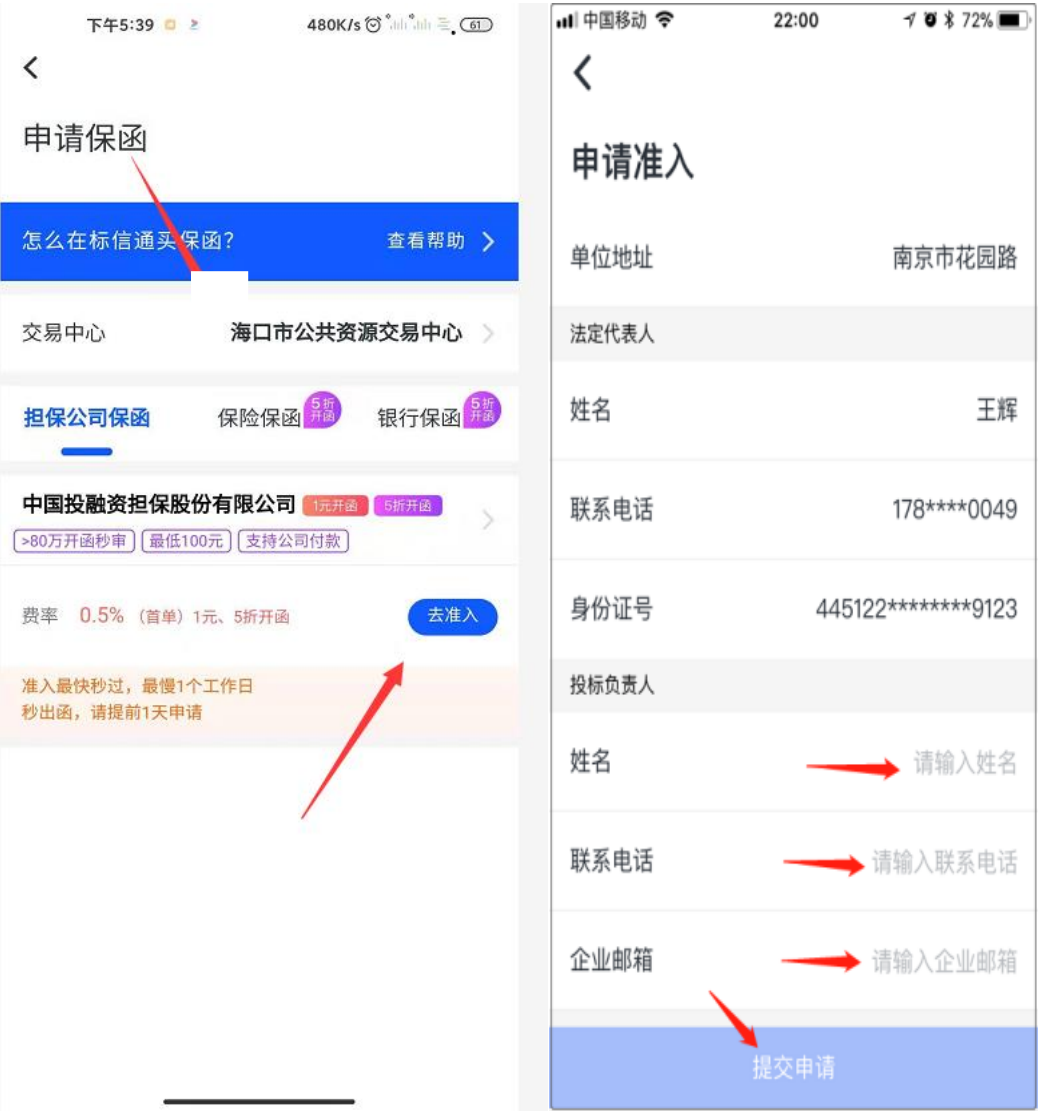 下午5:39
480K/s
61
申请保函
怎么在标信通买保函？
查看帮助
交易中心
海口市公共资源交易中心
担保公司保函
保险保函
5折
开函
银行保函
5折
开函
中国投融资担保股份有限公司
1元开函
5折开函
>80万开函秒审
最低100元
支持公司付款
费率
0.5%
（首单）1元、5折开函
去准入
准入最快秒过，最慢1个工作日
秒出函，请提前1天申请
中国移动
22:00
72%
申请准入
单位地址
南京市花园路
法定代表人
姓名
王辉
联系电话
178****0049
身份证号
445122********9123
投标负责人
姓名
请输入姓名
联系电话
请输入联系电话
企业邮箱
请输入企业邮箱
提交申请